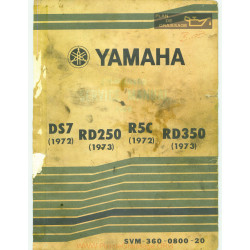 YAMAHA
DS7 RD250 R5C RD350
(1972) (1973) (1972) (1973)
SVM-360-0800-20